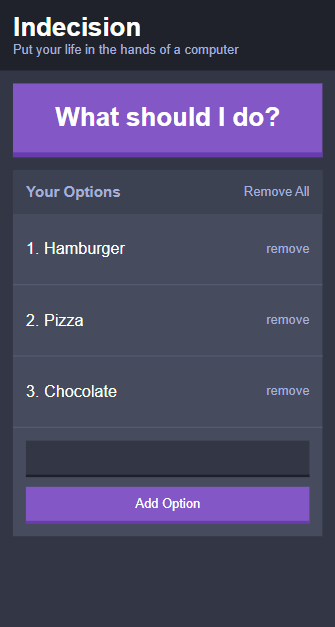 Indecision
Put your life in the hands of a computer
What should I do?
Your Options Remove All
1. Hamburger remove
2. Pizza remove
3. Chocolate remove
Add Option